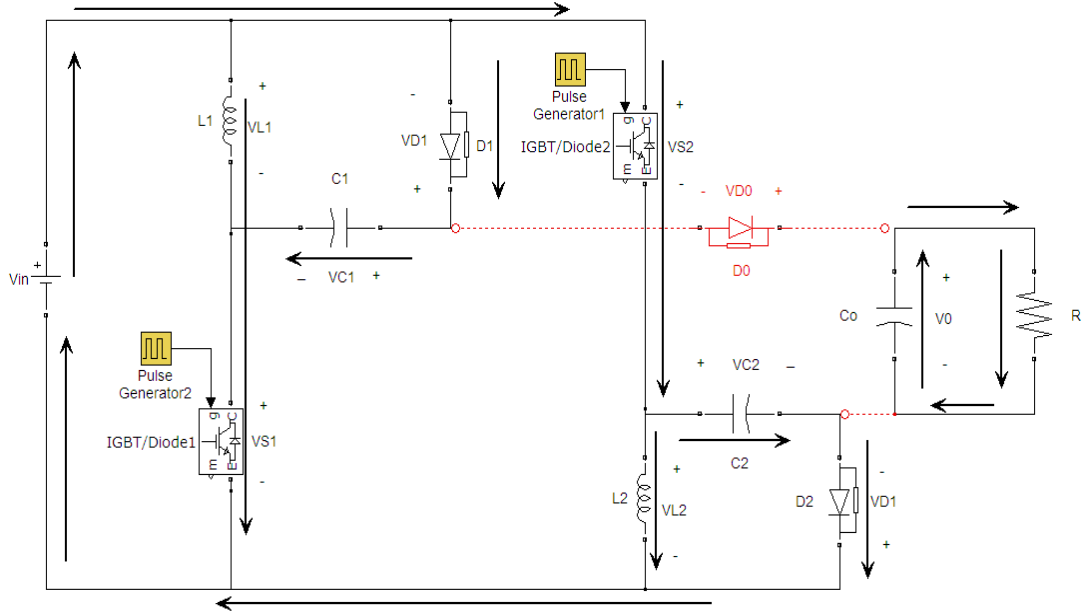 Pulse
Generator1
g C
m E
IGBT/Diode2
+
VS2
-
+
L1
VL1
-
-
VD1
D1
+
C1
– VC1 +
- VD0 +
D0
Vin
+
Co
+
V0
-
R
Pulse
Generator2
g C
m E
IGBT/Diode1
+
VS1
-
+ VC2 –
C2
+
L2
VL2
-
D2
-
VD1
+